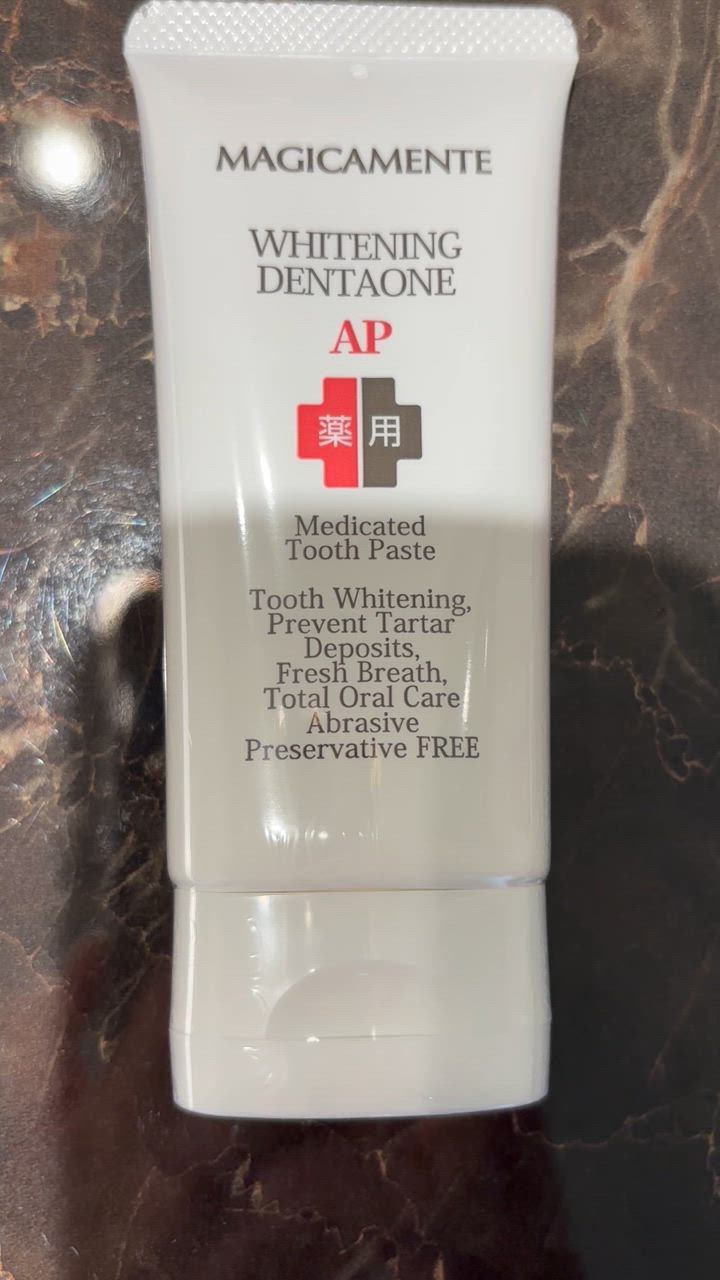 MAGICAMENTE
WHITENING
DENTAONE
AP
薬用
Medicated
Tooth Paste
Tooth Whitening,
Prevent Tartar
Deposits,
Fresh Breath,
Total Oral Care
Abrasive
Preservative FREE